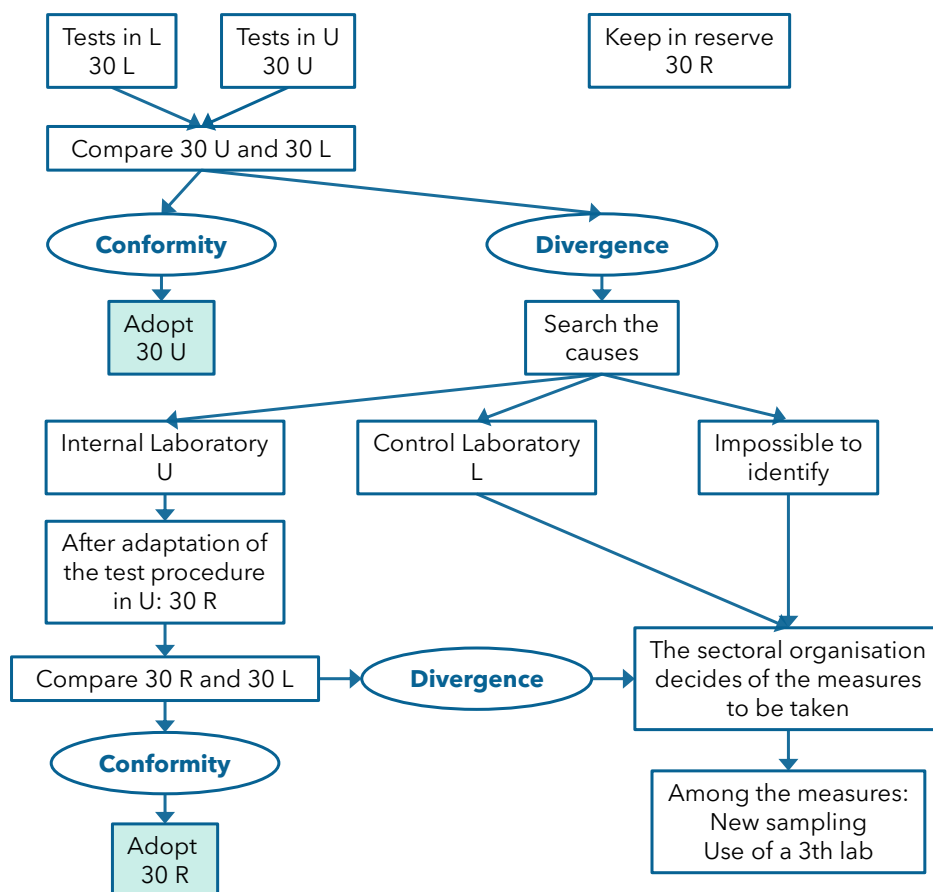 Tests in L
30 L
Tests in U
30 U
Keep in reserve
30 R
Compare 30 U and 30 L
Conformity
Divergence
Adopt
30 U
Search the
causes
Internal Laboratory
U
Control Laboratory
L
Impossible to
identify
After adaptation of
the test procedure
in U: 30 R
Compare 30 R and 30 L
Divergence
The sectoral organisation
decides of the measures
to be taken
Conformity
Among the measures:
New sampling
Use of a 3th lab
Adopt
30 R